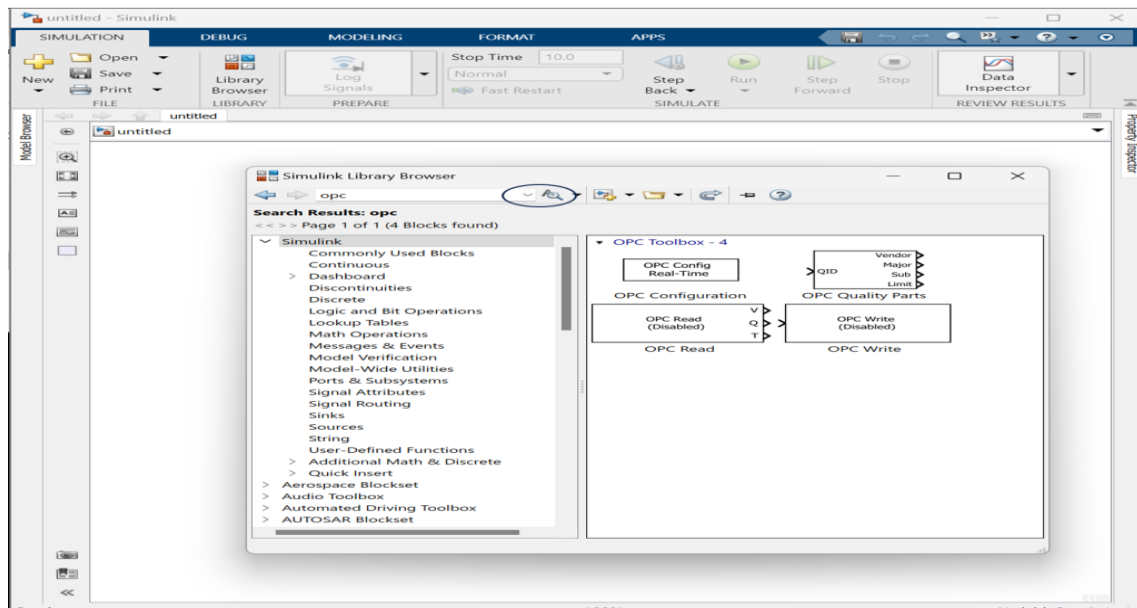 untitled - Simulink
SIMULATION DEBUG MODELING FORMAT APPS
New
Open
Save
Print
FILE
Library
Browser
LIBRARY
Log
Signals
PREPARE
Stop Time 10.0
Normal
Fast Restart
Step
Back
Run
Step
Forward
Stop
SIMULATE
Data
Inspector
REVIEW RESULTS
Model Browser
untitled
untitled
Property Inspector
Simulink Library Browser
opc
Search Results: opc
<< >> Page 1 of 1 (4 Blocks found)
Simulink
Commonly Used Blocks
Continuous
Dashboard
Discontinuities
Discrete
Logic and Bit Operations
Lookup Tables
Math Operations
Messages & Events
Model Verification
Model-Wide Utilities
Ports & Subsystems
Signal Attributes
Signal Routing
Sinks
Sources
String
User-Defined Functions
Additional Math & Discrete
Quick Insert
Aerospace Blockset
Audio Toolbox
Automated Driving Toolbox
AUTOSAR Blockset
OPC Toolbox - 4
OPC Config
Real-Time
OPC Configuration
QID
Vendor
Major
Sub
Limit
OPC Quality Parts
OPC Read
(Disabled)
V
Q
T
OPC Read
OPC Write
(Disabled)
OPC Write